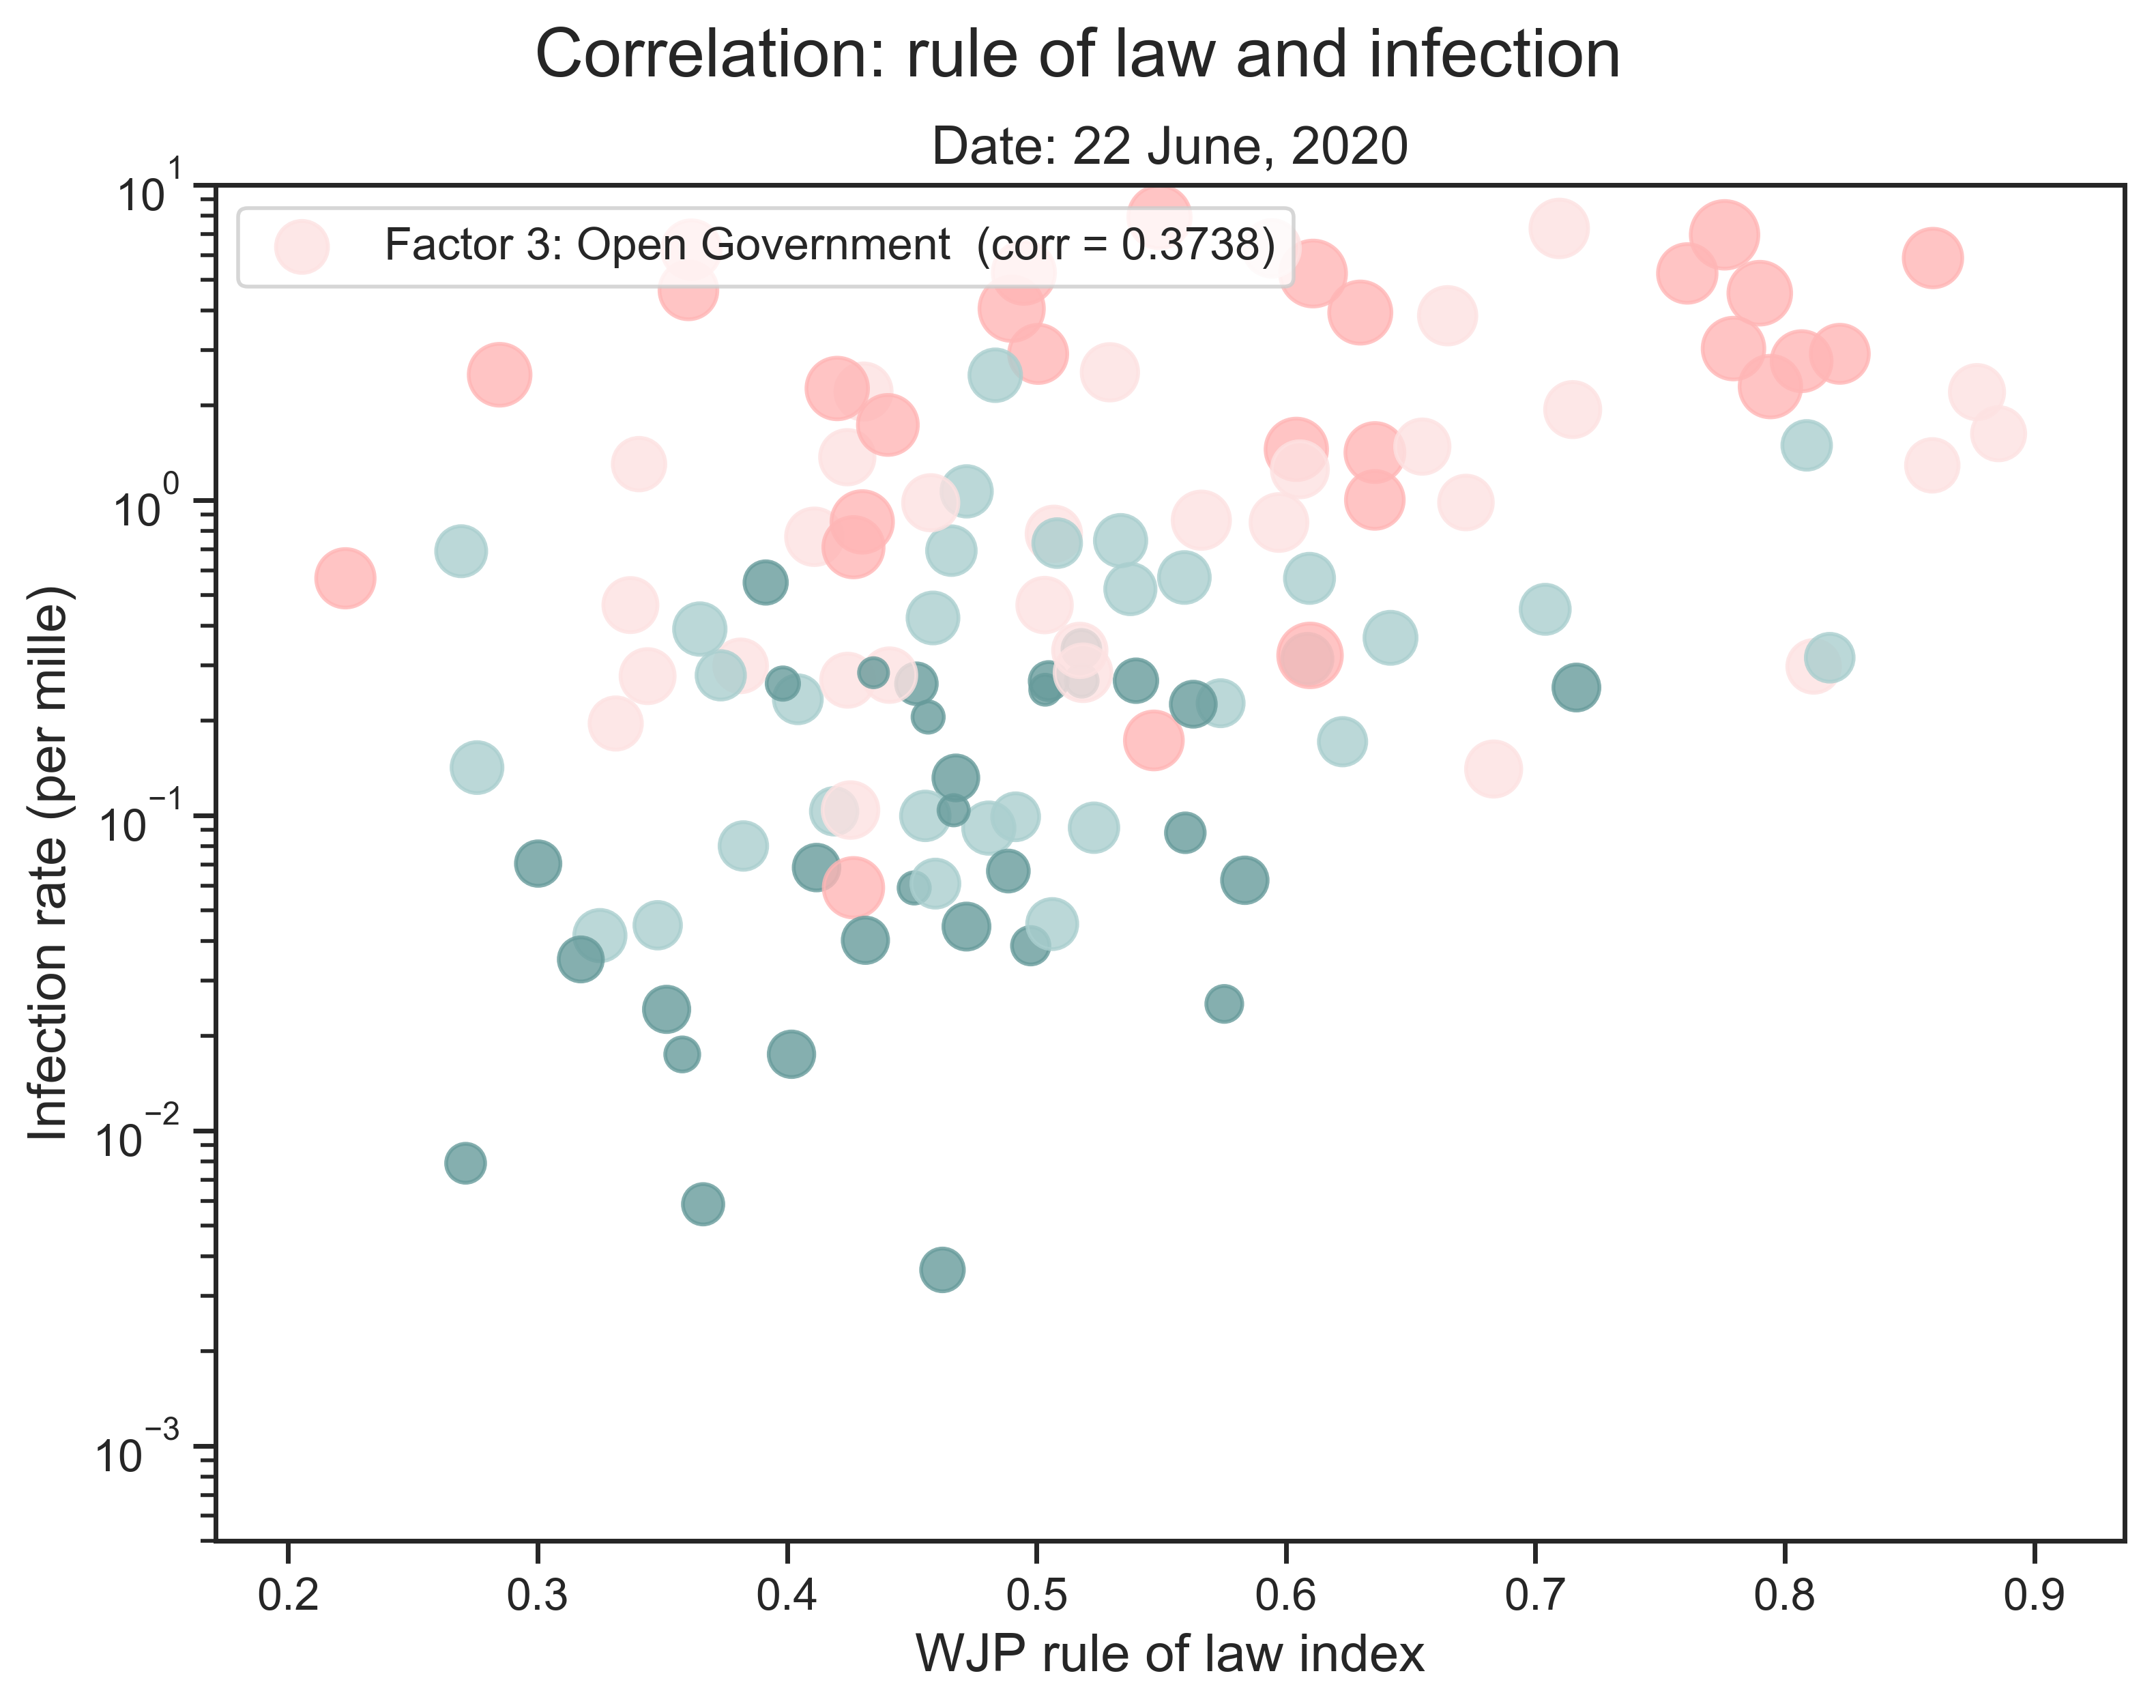 Correlation: rule of law and infection
Date: 22 June, 2020
Factor 3: Open Government (corr = 0.3738)
10^1
10^0
10^−1
10^−2
10^−3
Infection rate (per mille)
0.2 0.3 0.4 0.5 0.6 0.7 0.8 0.9
WJP rule of law index